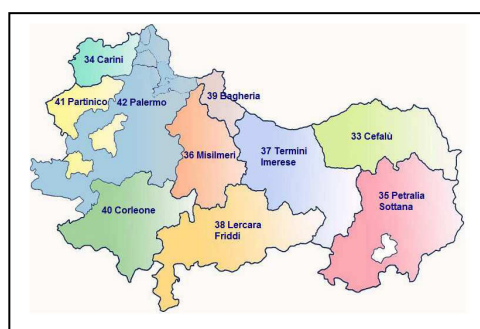 34 Carini
41 Partinico
42 Palermo
39 Bagheria
33 Cefalù
36 Misilmeri
37 Termini
Imerese
35 Petralia
Sottana
40 Corleone
38 Lercara
Friddi